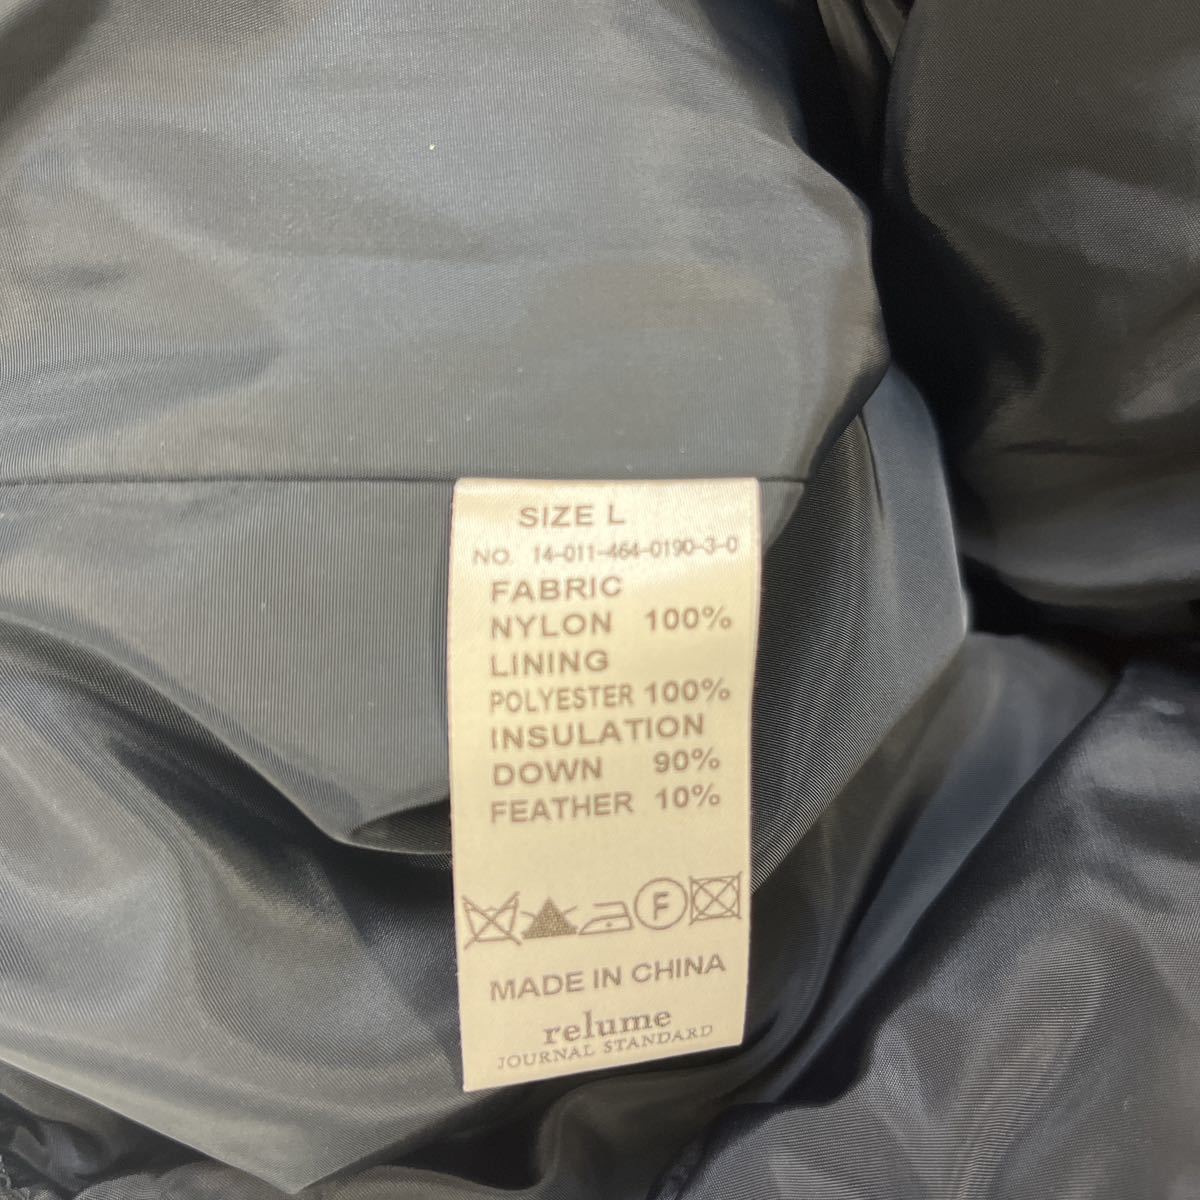 SIZE L
NO. 14-011-464-0190-3-0
FABRIC
NYLON 100%
LINING
POLYESTER 100%
INSULATION
DOWN 90%
FEATHER 10%
F
MADE IN CHINA
relume
JOURNAL STANDARD